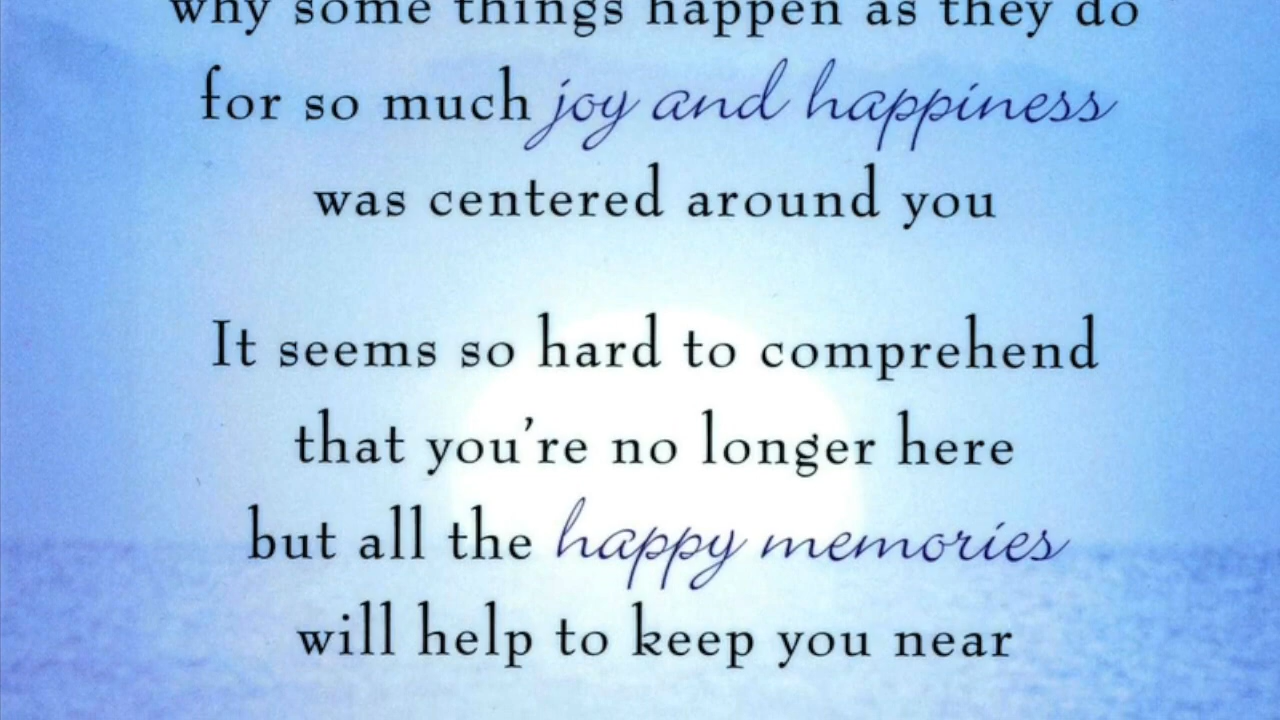 why some things happen as they do
for so much joy and happiness
was centered around you
It seems so hard to comprehend
that you're no longer here
but all the happy memories
will help to keep you near